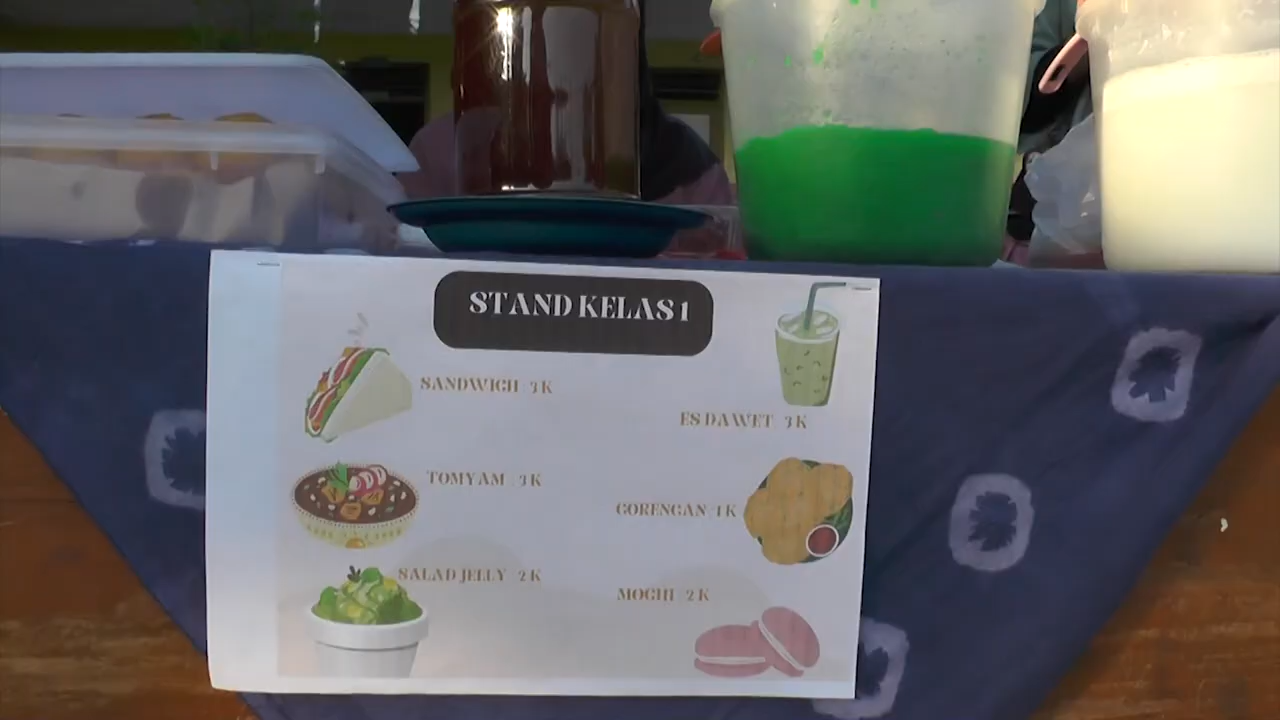 STAND KELAS 1
SANDWICH 3K
ES DAWET 3K
TOMYAM 3K
GORENGAN 1K
SALAD JELLY 2K
MOCHI 2K